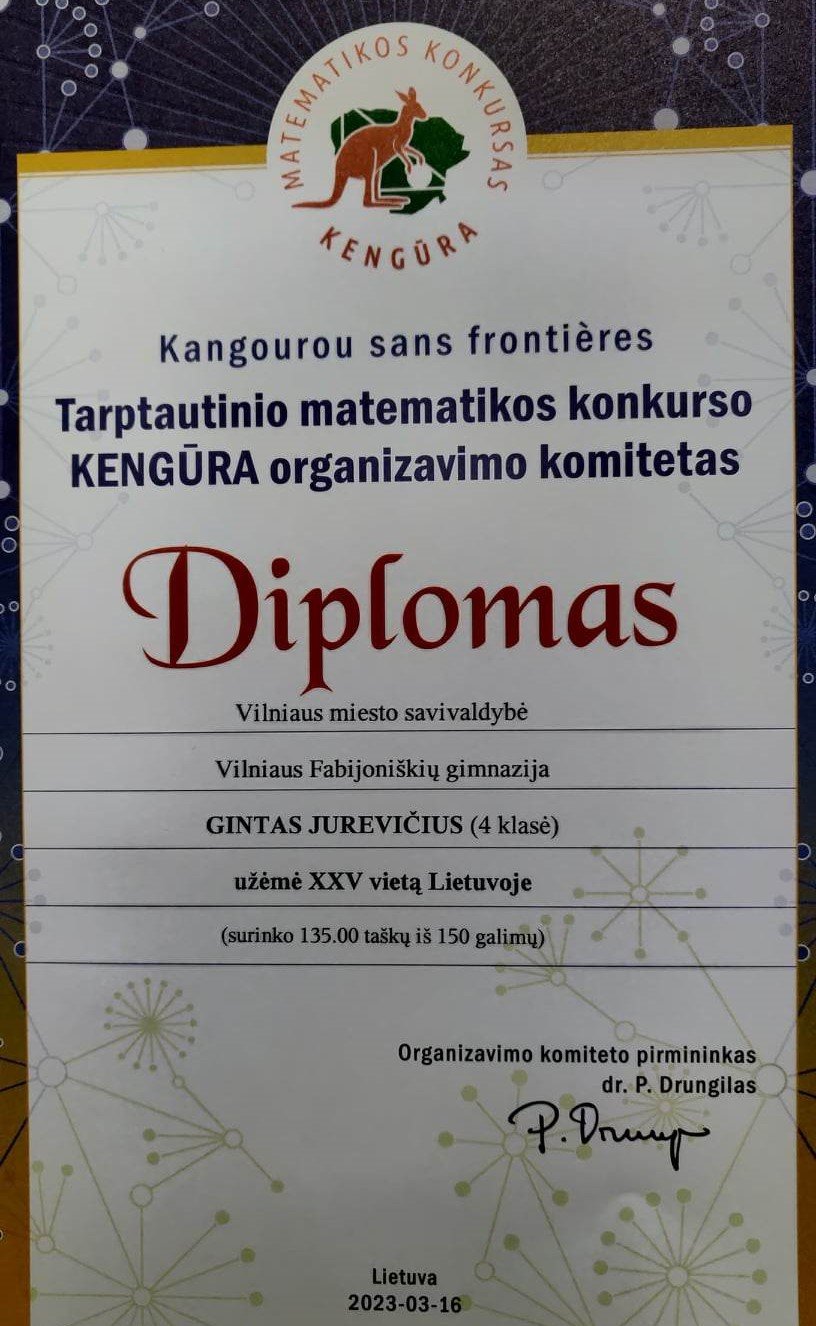 MATEMATIKOS KONKURSAS
KENGŪRA
Kangourou sans frontières
Tarptautinio matematikos konkurso
KENGŪRA organizavimo komitetas
Diplomas
Vilniaus miesto savivaldybė
Vilniaus Fabijoniškių gimnazija
GINTAS JUREVIČIUS (4 klasė)
užėmė XXV vietą Lietuvoje
(surinko 135.00 taškų iš 150 galimų)
Organizavimo komiteto pirmininkas
dr. P. Drungilas
Lietuva
2023-03-16